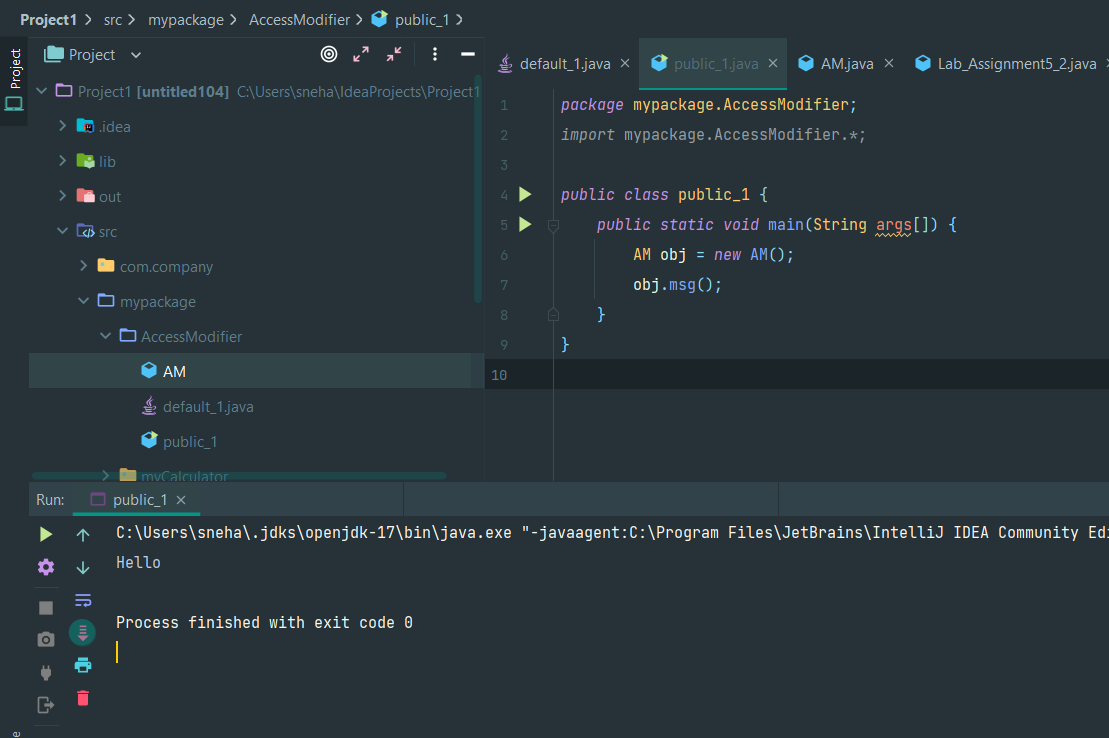 Project1 > src > mypackage > AccessModifier > public_1 >
Project
Project
Project1 [untitled104] C:\Users\sneha\IdeaProjects\Project1
.idea
lib
out
src
com.company
mypackage
AccessModifier
AM
default_1.java
public_1
myCalculator
default_1.java × public_1.java × AM.java × Lab_Assignment5_2.java
1 package mypackage.AccessModifier;
2 import mypackage.AccessModifier.*;
3
4 public class public_1 {
5 public static void main(String args[]) {
6 AM obj = new AM();
7 obj.msg();
8 }
9 }
10
Run: public_1 ×
C:\Users\sneha\.jdks\openjdk-17\bin\java.exe "-javaagent:C:\Program Files\JetBrains\IntelliJ IDEA Community Edi
Hello
Process finished with exit code 0